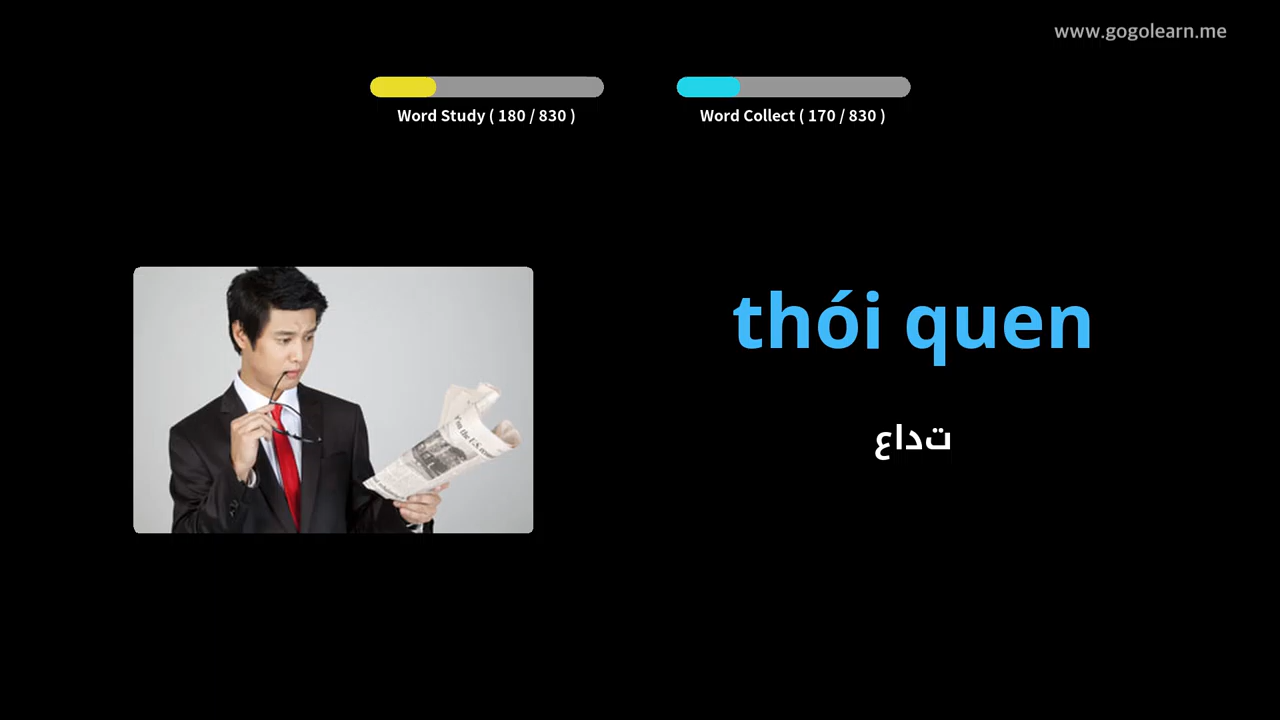 www.gogolearn.me
Word Study ( 180 / 830 )
Word Collect ( 170 / 830 )
thói quen
تداع